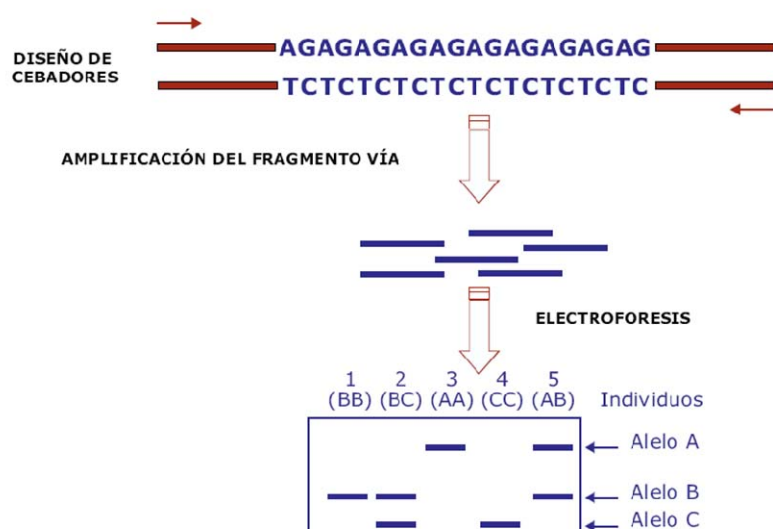 DISEÑO DE
CEBADORES
AGAGAGAGAGAGAGAGAGAG
TCTCTCTCTCTCTCTCTCTC
AMPLIFICACIÓN DEL FRAGMENTO VÍA
ELECTROFORESIS
1 2 3 4 5
(BB) (BC) (AA) (CC) (AB) Individuos
Alelo A
Alelo B
Alelo C